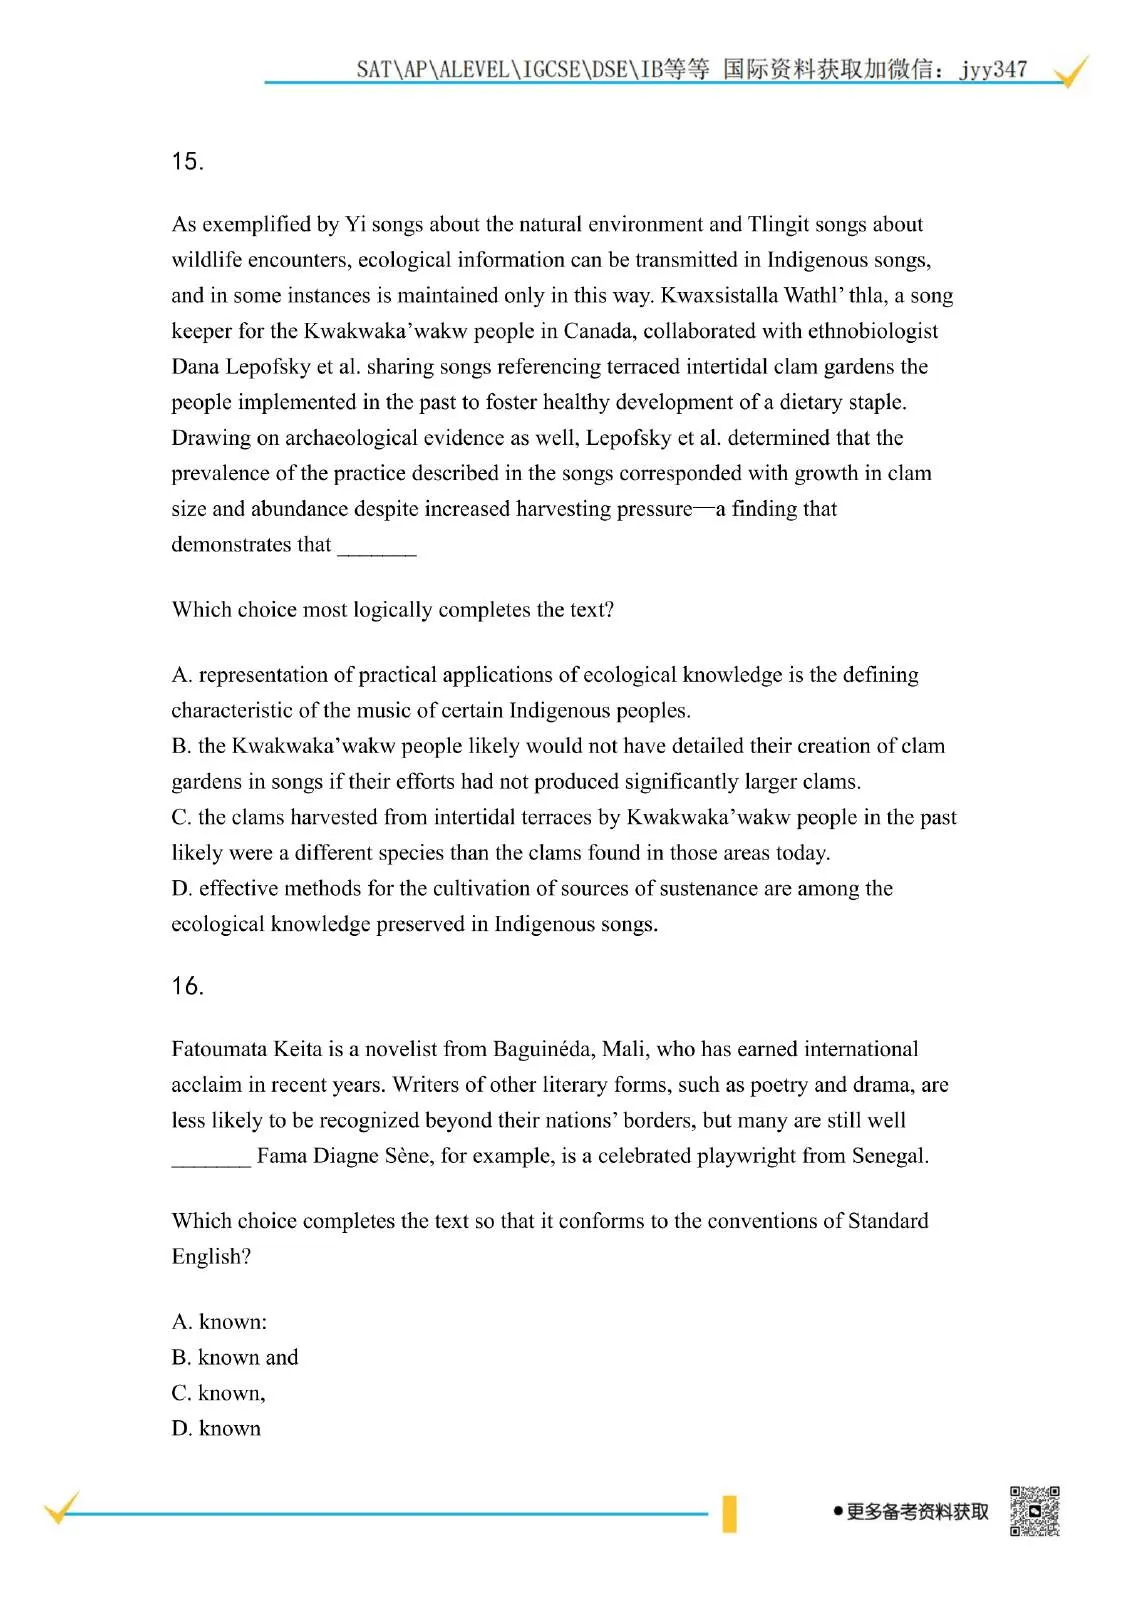 SAT\AP\ALEVEL\IGCSE\DSE\IB等等 国际资料获取加微信：jyy347
15.
As exemplified by Yi songs about the natural environment and Tlingit songs about
wildlife encounters, ecological information can be transmitted in Indigenous songs,
and in some instances is maintained only in this way. Kwaxsistalla Wathl’ thla, a song
keeper for the Kwakwaka’wakw people in Canada, collaborated with ethnobiologist
Dana Lepofsky et al. sharing songs referencing terraced intertidal clam gardens the
people implemented in the past to foster healthy development of a dietary staple.
Drawing on archaeological evidence as well, Lepofsky et al. determined that the
prevalence of the practice described in the songs corresponded with growth in clam
size and abundance despite increased harvesting pressure—a finding that
demonstrates that _______
Which choice most logically completes the text?
A. representation of practical applications of ecological knowledge is the defining
characteristic of the music of certain Indigenous peoples.
B. the Kwakwaka’wakw people likely would not have detailed their creation of clam
gardens in songs if their efforts had not produced significantly larger clams.
C. the clams harvested from intertidal terraces by Kwakwaka’wakw people in the past
likely were a different species than the clams found in those areas today.
D. effective methods for the cultivation of sources of sustenance are among the
ecological knowledge preserved in Indigenous songs.
16.
Fatoumata Keita is a novelist from Baguinéda, Mali, who has earned international
acclaim in recent years. Writers of other literary forms, such as poetry and drama, are
less likely to be recognized beyond their nations’ borders, but many are still well
_______ Fama Diagne Sène, for example, is a celebrated playwright from Senegal.
Which choice completes the text so that it conforms to the conventions of Standard
English?
A. known:
B. known and
C. known,
D. known
●更多备考资料获取